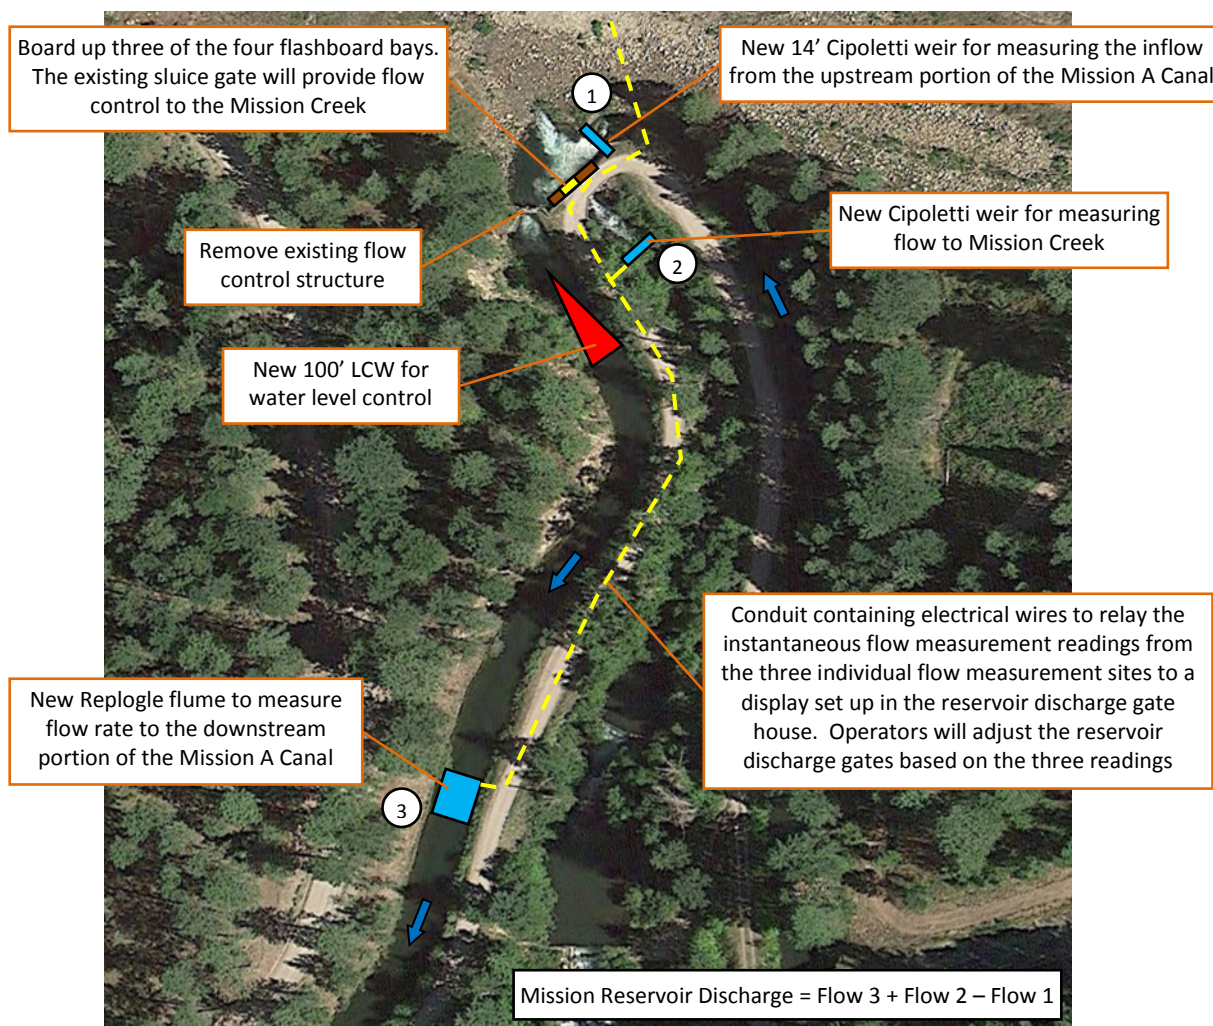 Board up three of the four flashboard bays.
The existing sluice gate will provide flow
control to the Mission Creek
New 14’ Cipoletti weir for measuring the inflow
from the upstream portion of the Mission A Canal
1
New Cipoletti weir for measuring
flow to Mission Creek
Remove existing flow
control structure
2
New 100’ LCW for
water level control
Conduit containing electrical wires to relay the
instantaneous flow measurement readings from
the three individual flow measurement sites to a
display set up in the reservoir discharge gate
house. Operators will adjust the reservoir
discharge gates based on the three readings
New Replogle flume to measure
flow rate to the downstream
portion of the Mission A Canal
3
Mission Reservoir Discharge = Flow 3 + Flow 2 – Flow 1